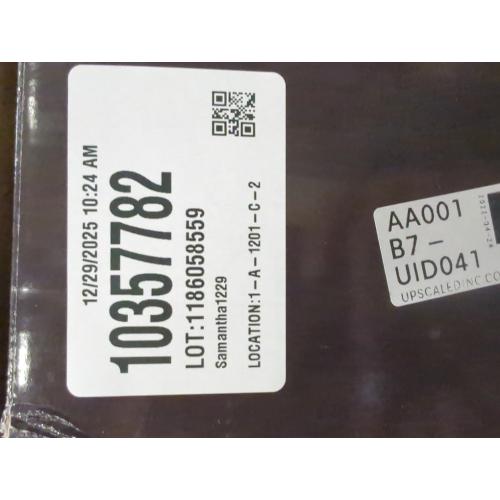 12/29/2025 10:24 AM
10357782
LOT:1186058559
Samantha1229
LOCATION:1-A-1201-C-2
AA001
B7-
UID041
UPSCALEDINC.CO